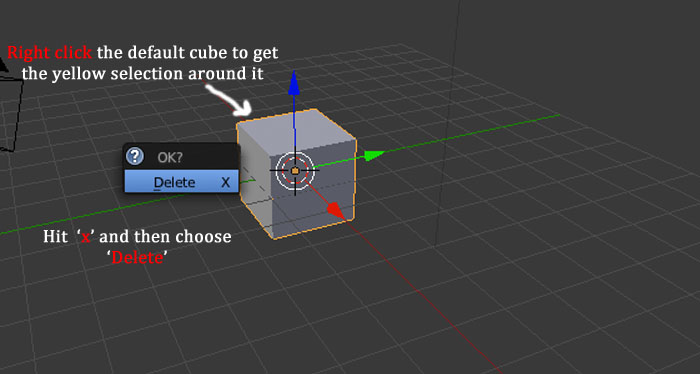 Right click the default cube to get
the yellow selection around it
OK?
Delete X
Hit ‘x’ and then choose
‘Delete’